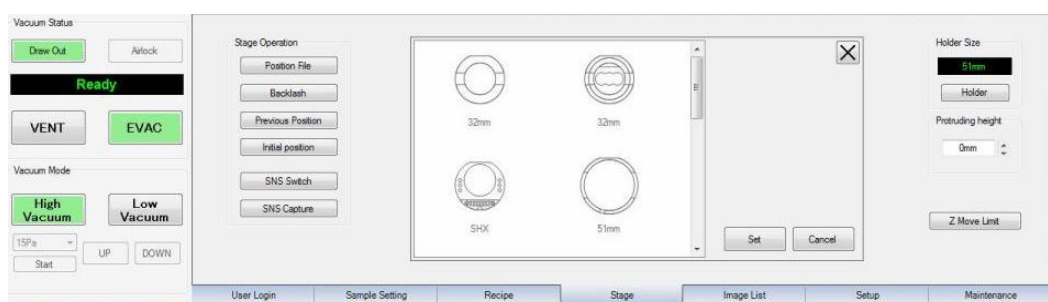 Vacuum Status
Draw Out
Airlock
Ready
VENT
EVAC
Vacuum Mode
High Vacuum
Low Vacuum
15Pa
Start
UP
DOWN
Stage Operation
Position File
Backlash
Previous Position
Initial position
SNS Switch
SNS Capture
32mm
32mm
SHX
51mm
Set
Cancel
Holder Size
51mm
Holder
Protruding height
0mm
Z Move Limit
User Login
Sample Setting
Recipe
Stage
Image List
Setup
Maintenance